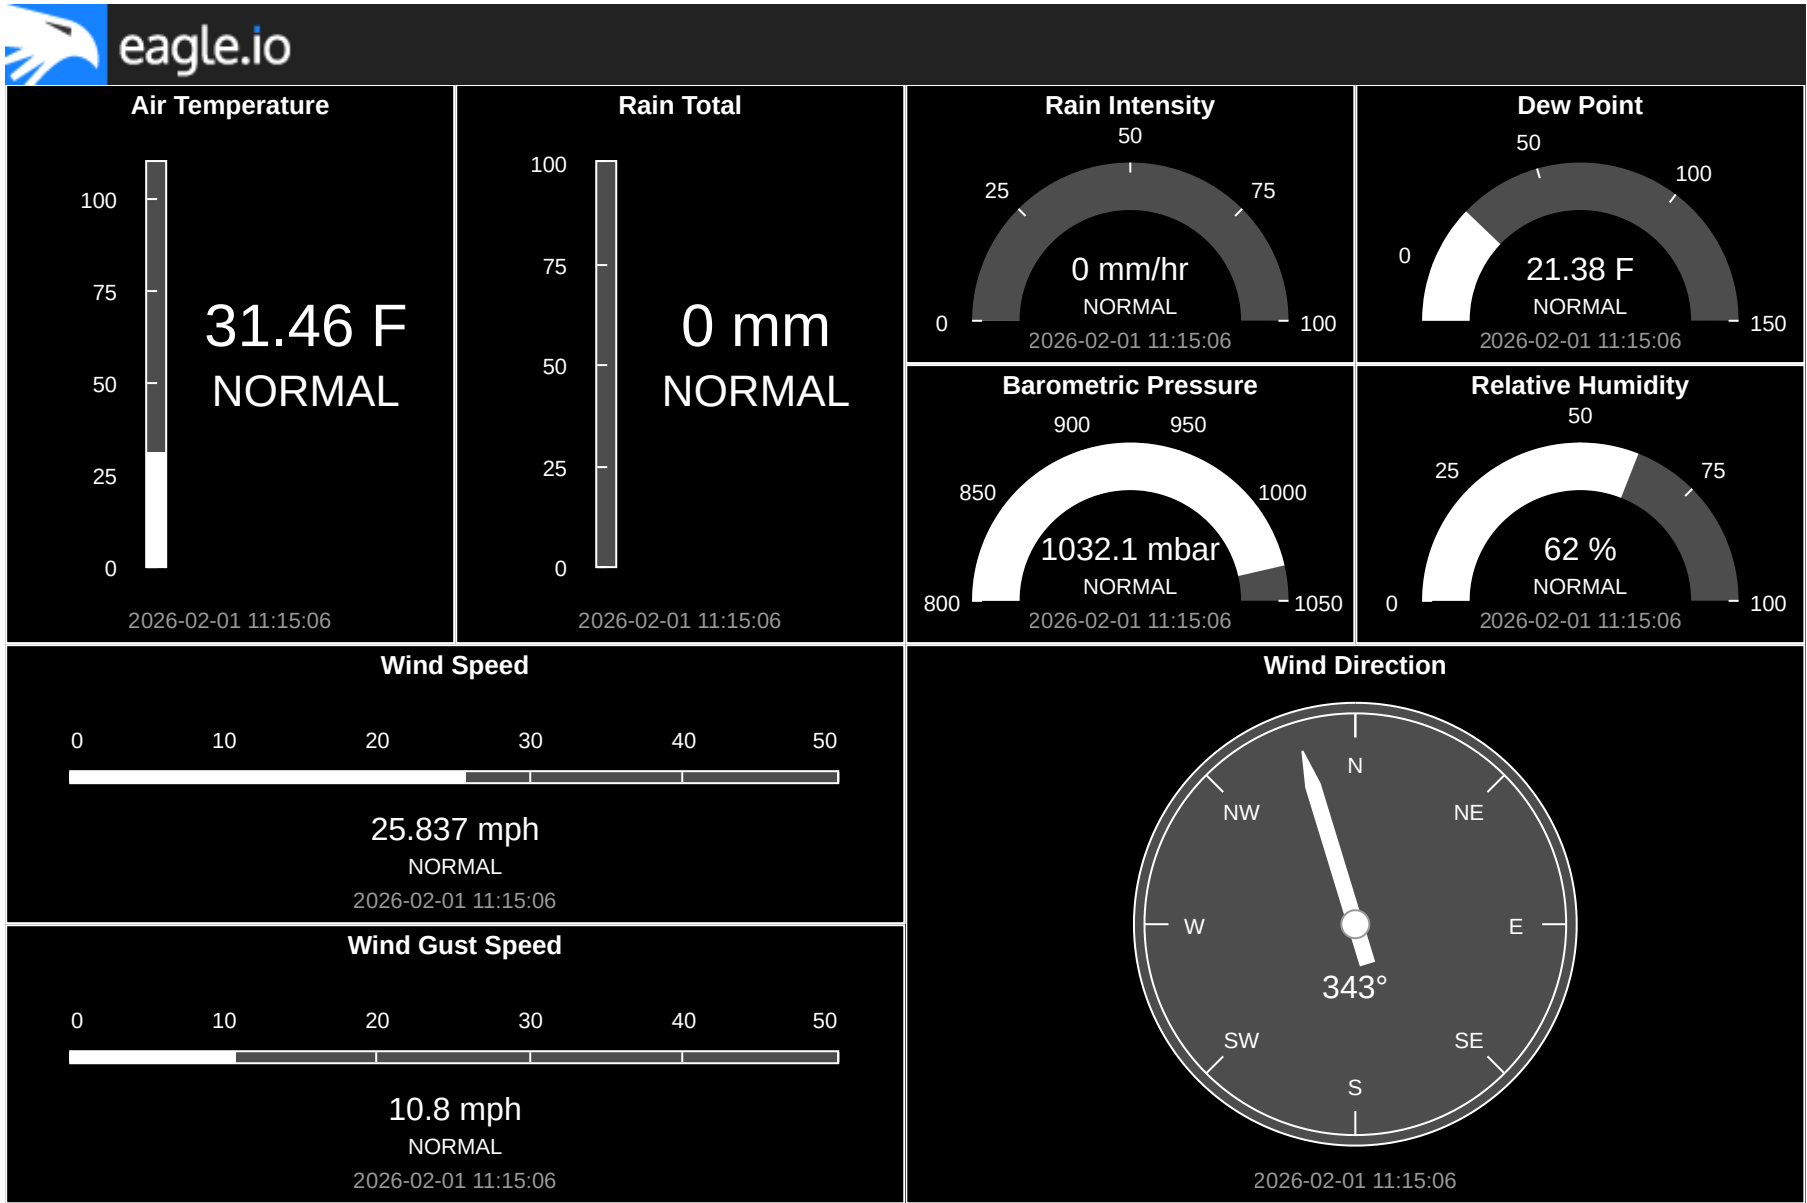 eagle.io
Air Temperature
100
75
50
25
0
31.46 F
NORMAL
2026-02-01 11:15:06
Rain Total
100
75
50
25
0
0 mm
NORMAL
2026-02-01 11:15:06
Rain Intensity
0
25
50
75
100
0 mm/hr
NORMAL
2026-02-01 11:15:06
Dew Point
0
50
100
150
21.38 F
NORMAL
2026-02-01 11:15:06
Barometric Pressure
800
850
900
950
1000
1050
1032.1 mbar
NORMAL
2026-02-01 11:15:06
Relative Humidity
0
25
50
75
100
62 %
NORMAL
2026-02-01 11:15:06
Wind Speed
0 10 20 30 40 50
25.837 mph
NORMAL
2026-02-01 11:15:06
Wind Gust Speed
0 10 20 30 40 50
10.8 mph
NORMAL
2026-02-01 11:15:06
Wind Direction
N
NW NE
W E
343°
SW SE
S
2026-02-01 11:15:06